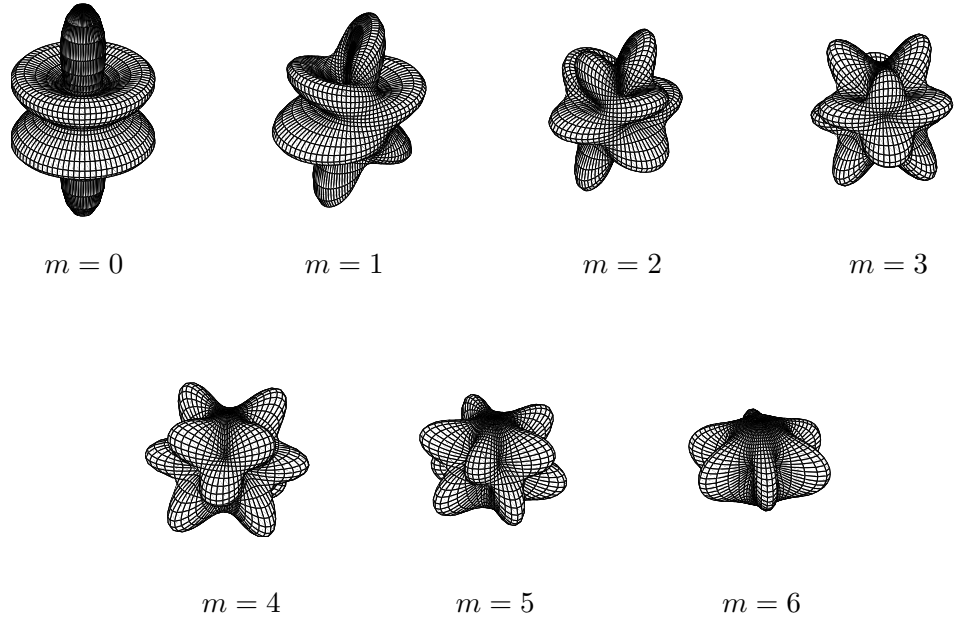 m = 0 m = 1 m = 2 m = 3
m = 4 m = 5 m = 6